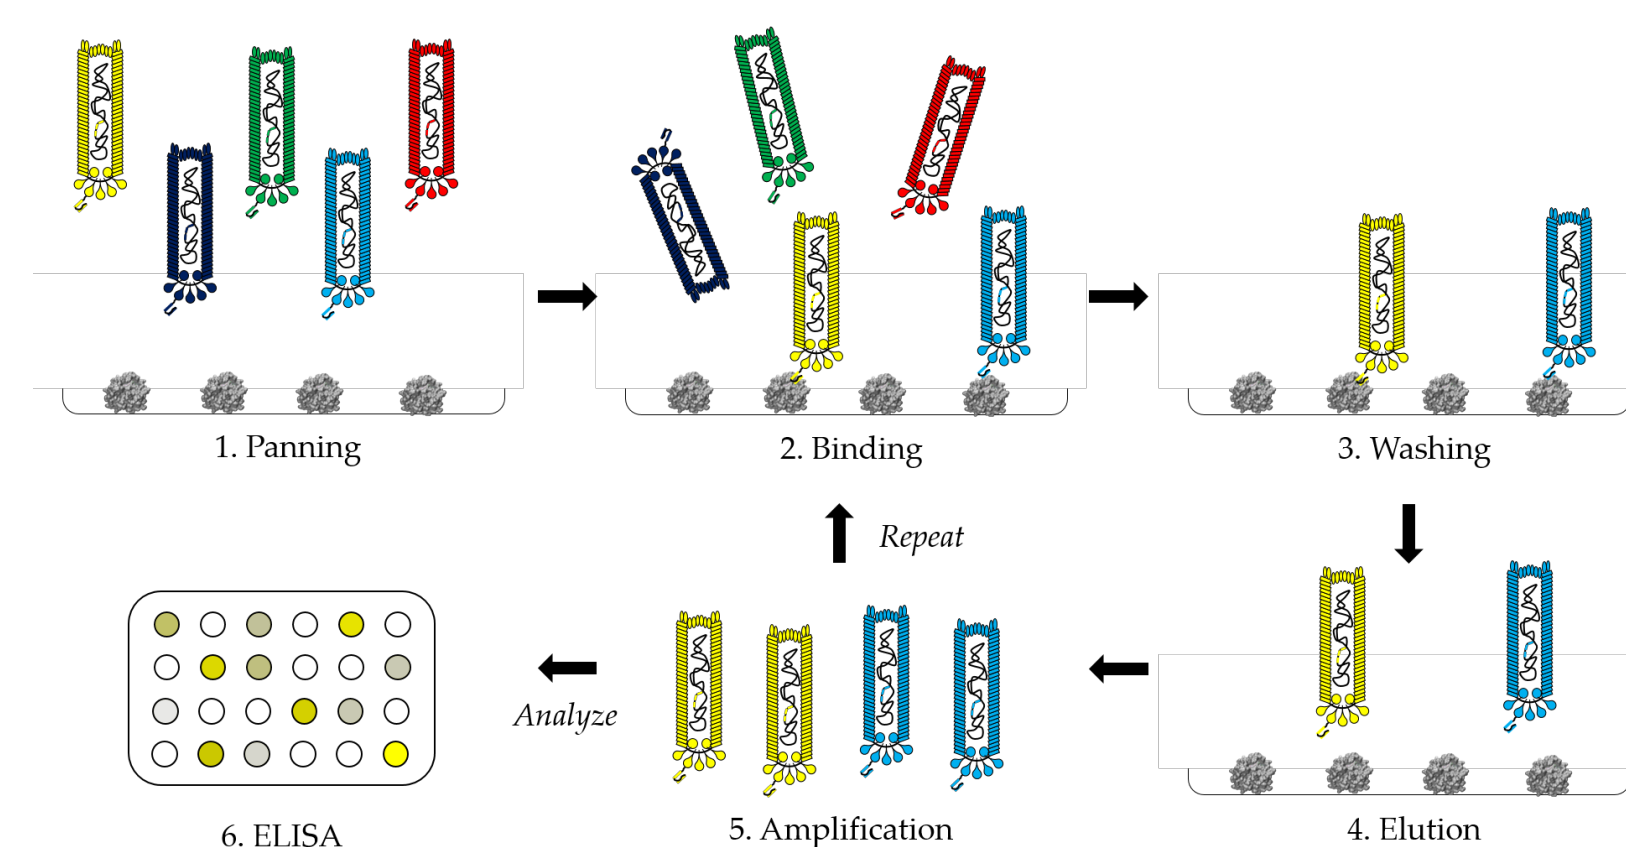 1. Panning
2. Binding
3. Washing
Repeat
Analyze
6. ELISA
5. Amplification
4. Elution